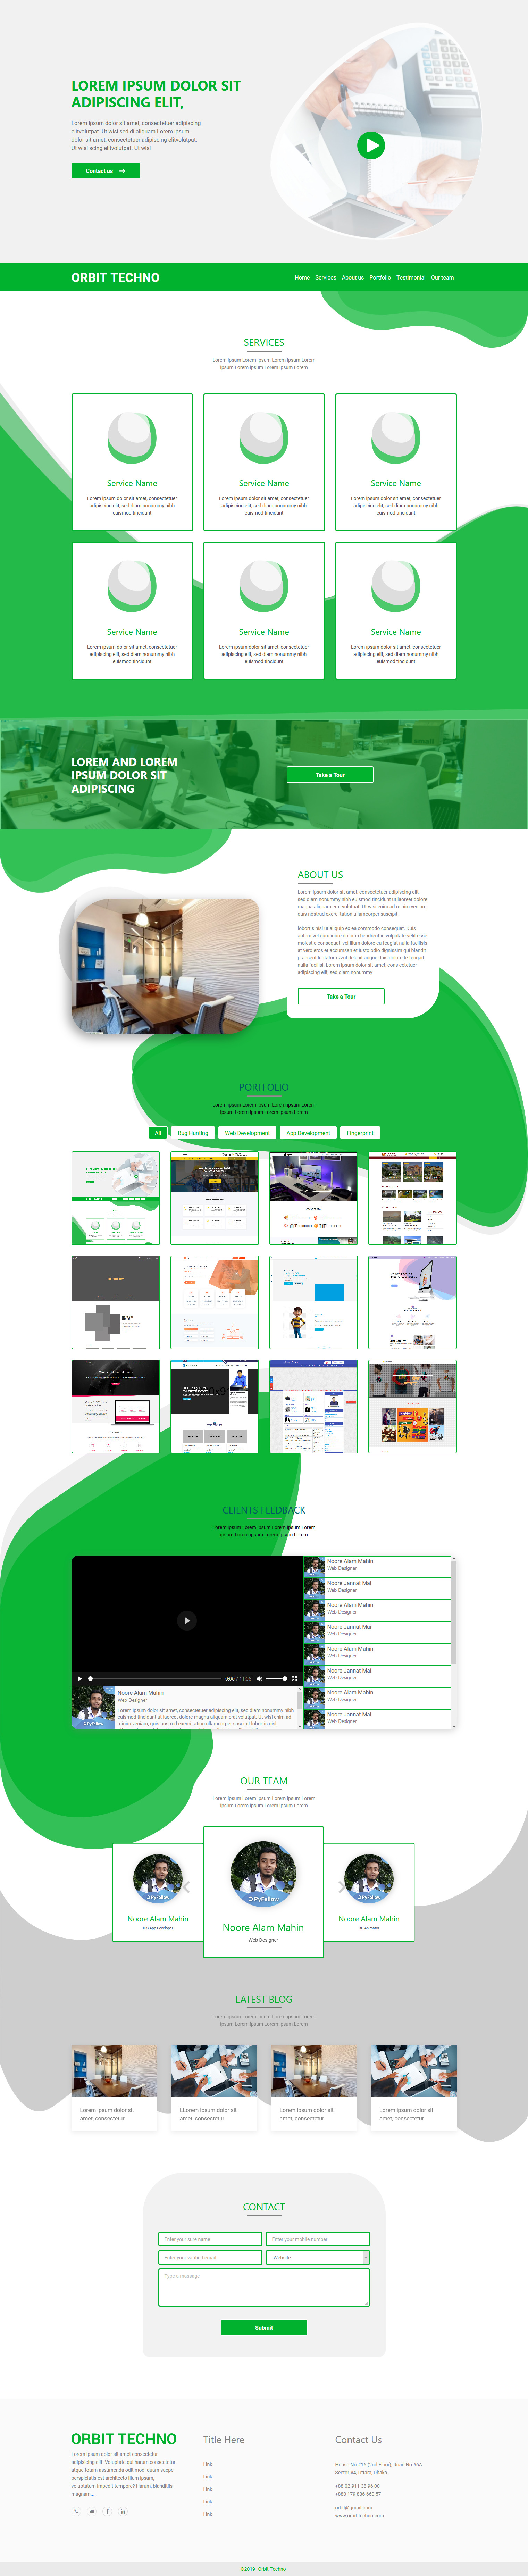 LOREM IPSUM DOLOR SIT
ADIPISCING ELIT,
Lorem ipsum dolor sit amet, consectetuer adipiscing
elitvolutpat. Ut wisi sed di aliquam Lorem ipsum
dolor sit amet, consectetuer adipiscing elitvolutpat.
Ut wisi scing elitvolutpat. Ut wisi
Contact us
ORBIT TECHNO
Home Services About us Portfolio Testimonial Our team
SERVICES
Lorem ipsum Lorem ipsum Lorem ipsum Lorem
ipsum Lorem ipsum Lorem ipsum Lorem
Service Name
Lorem ipsum dolor sit amet, consectetuer
adipiscing elit, sed diam nonummy nibh
euismod tincidunt
Service Name
Lorem ipsum dolor sit amet, consectetuer
adipiscing elit, sed diam nonummy nibh
euismod tincidunt
Service Name
Lorem ipsum dolor sit amet, consectetuer
adipiscing elit, sed diam nonummy nibh
euismod tincidunt
Service Name
Lorem ipsum dolor sit amet, consectetuer
adipiscing elit, sed diam nonummy nibh
euismod tincidunt
Service Name
Lorem ipsum dolor sit amet, consectetuer
adipiscing elit, sed diam nonummy nibh
euismod tincidunt
Service Name
Lorem ipsum dolor sit amet, consectetuer
adipiscing elit, sed diam nonummy nibh
euismod tincidunt
LOREM AND LOREM
IPSUM DOLOR SIT
ADIPISCING
Take a Tour
ABOUT US
Lorem ipsum dolor sit amet, consectetuer adipiscing elit,
sed diam nonummy nibh euismod tincidunt ut laoreet dolore
magna aliquam erat volutpat. Ut wisi enim ad minim veniam,
quis nostrud exerci tation ullamcorper suscipit
lobortis nisl ut aliquip ex ea commodo consequat. Duis
autem vel eum iriure dolor in hendrerit in vulputate velit esse
molestie consequat, vel illum dolore eu feugiat nulla facilisis
at vero eros et accumsan et iusto odio dignissim qui blandit
praesent luptatum zzril delenit augue duis dolore te feugait
nulla facilisi. Lorem ipsum dolor sit amet, cons ectetuer
adipiscing elit, sed diam nonummy
Take a Tour
PORTFOLIO
Lorem ipsum Lorem ipsum Lorem ipsum Lorem
ipsum Lorem ipsum Lorem ipsum Lorem
All Bug Hunting Web Development App Development Fingerprint
CLIENTS FEEDBACK
Lorem ipsum Lorem ipsum Lorem ipsum Lorem
ipsum Lorem ipsum Lorem ipsum Lorem
0:00 / 11:06
Noore Alam Mahin
Web Designer
Lorem ipsum dolor sit amet, consectetuer adipiscing elit, sed diam nonummy nibh
euismod tincidunt ut laoreet dolore magna aliquam erat volutpat. Ut wisi enim ad
minim veniam, quis nostrud exerci tation ullamcorper suscipit lobortis nisl
PyFellow
Noore Alam Mahin
Web Designer
Noore Jannat Mai
Web Designer
Noore Alam Mahin
Web Designer
Noore Jannat Mai
Web Designer
Noore Alam Mahin
Web Designer
Noore Jannat Mai
Web Designer
Noore Alam Mahin
Web Designer
Noore Jannat Mai
Web Designer
OUR TEAM
Lorem ipsum Lorem ipsum Lorem ipsum Lorem
ipsum Lorem ipsum Lorem ipsum Lorem
PyFellow
Noore Alam Mahin
iOS App Developer
PyFellow
Noore Alam Mahin
Web Designer
PyFellow
Noore Alam Mahin
3D Animator
LATEST BLOG
Lorem ipsum Lorem ipsum Lorem ipsum Lorem
ipsum Lorem ipsum Lorem ipsum Lorem
Lorem ipsum dolor sit
amet, consectetur
LLorem ipsum dolor sit
amet, consectetur
Lorem ipsum dolor sit
amet, consectetur
Lorem ipsum dolor sit
amet, consectetur
CONTACT
Enter your scmi name
Enter your mobile number
Enter your varified email
Website
Type a message
Submit
ORBIT TECHNO
Lorem ipsum dolor sit amet consectetur
adipisicing elit. Voluptate qui harum consectetur
atque totam assumenda odit modi ipsam saepe
perspiciatis est architecto illum ipsam,
voluptatum impedit tempore? Harum, blanditiis
magnam....
Title Here
Link
Link
Link
Link
Link
Contact Us
House No #16 (2nd Floor), Road No #6A
Sector #4, Uttara, Dhaka
+88-02-911 38 96 00
+880 179 836 660 57
orbit@gmail.com
www.orbit-techno.com
©2019 Orbit Techno